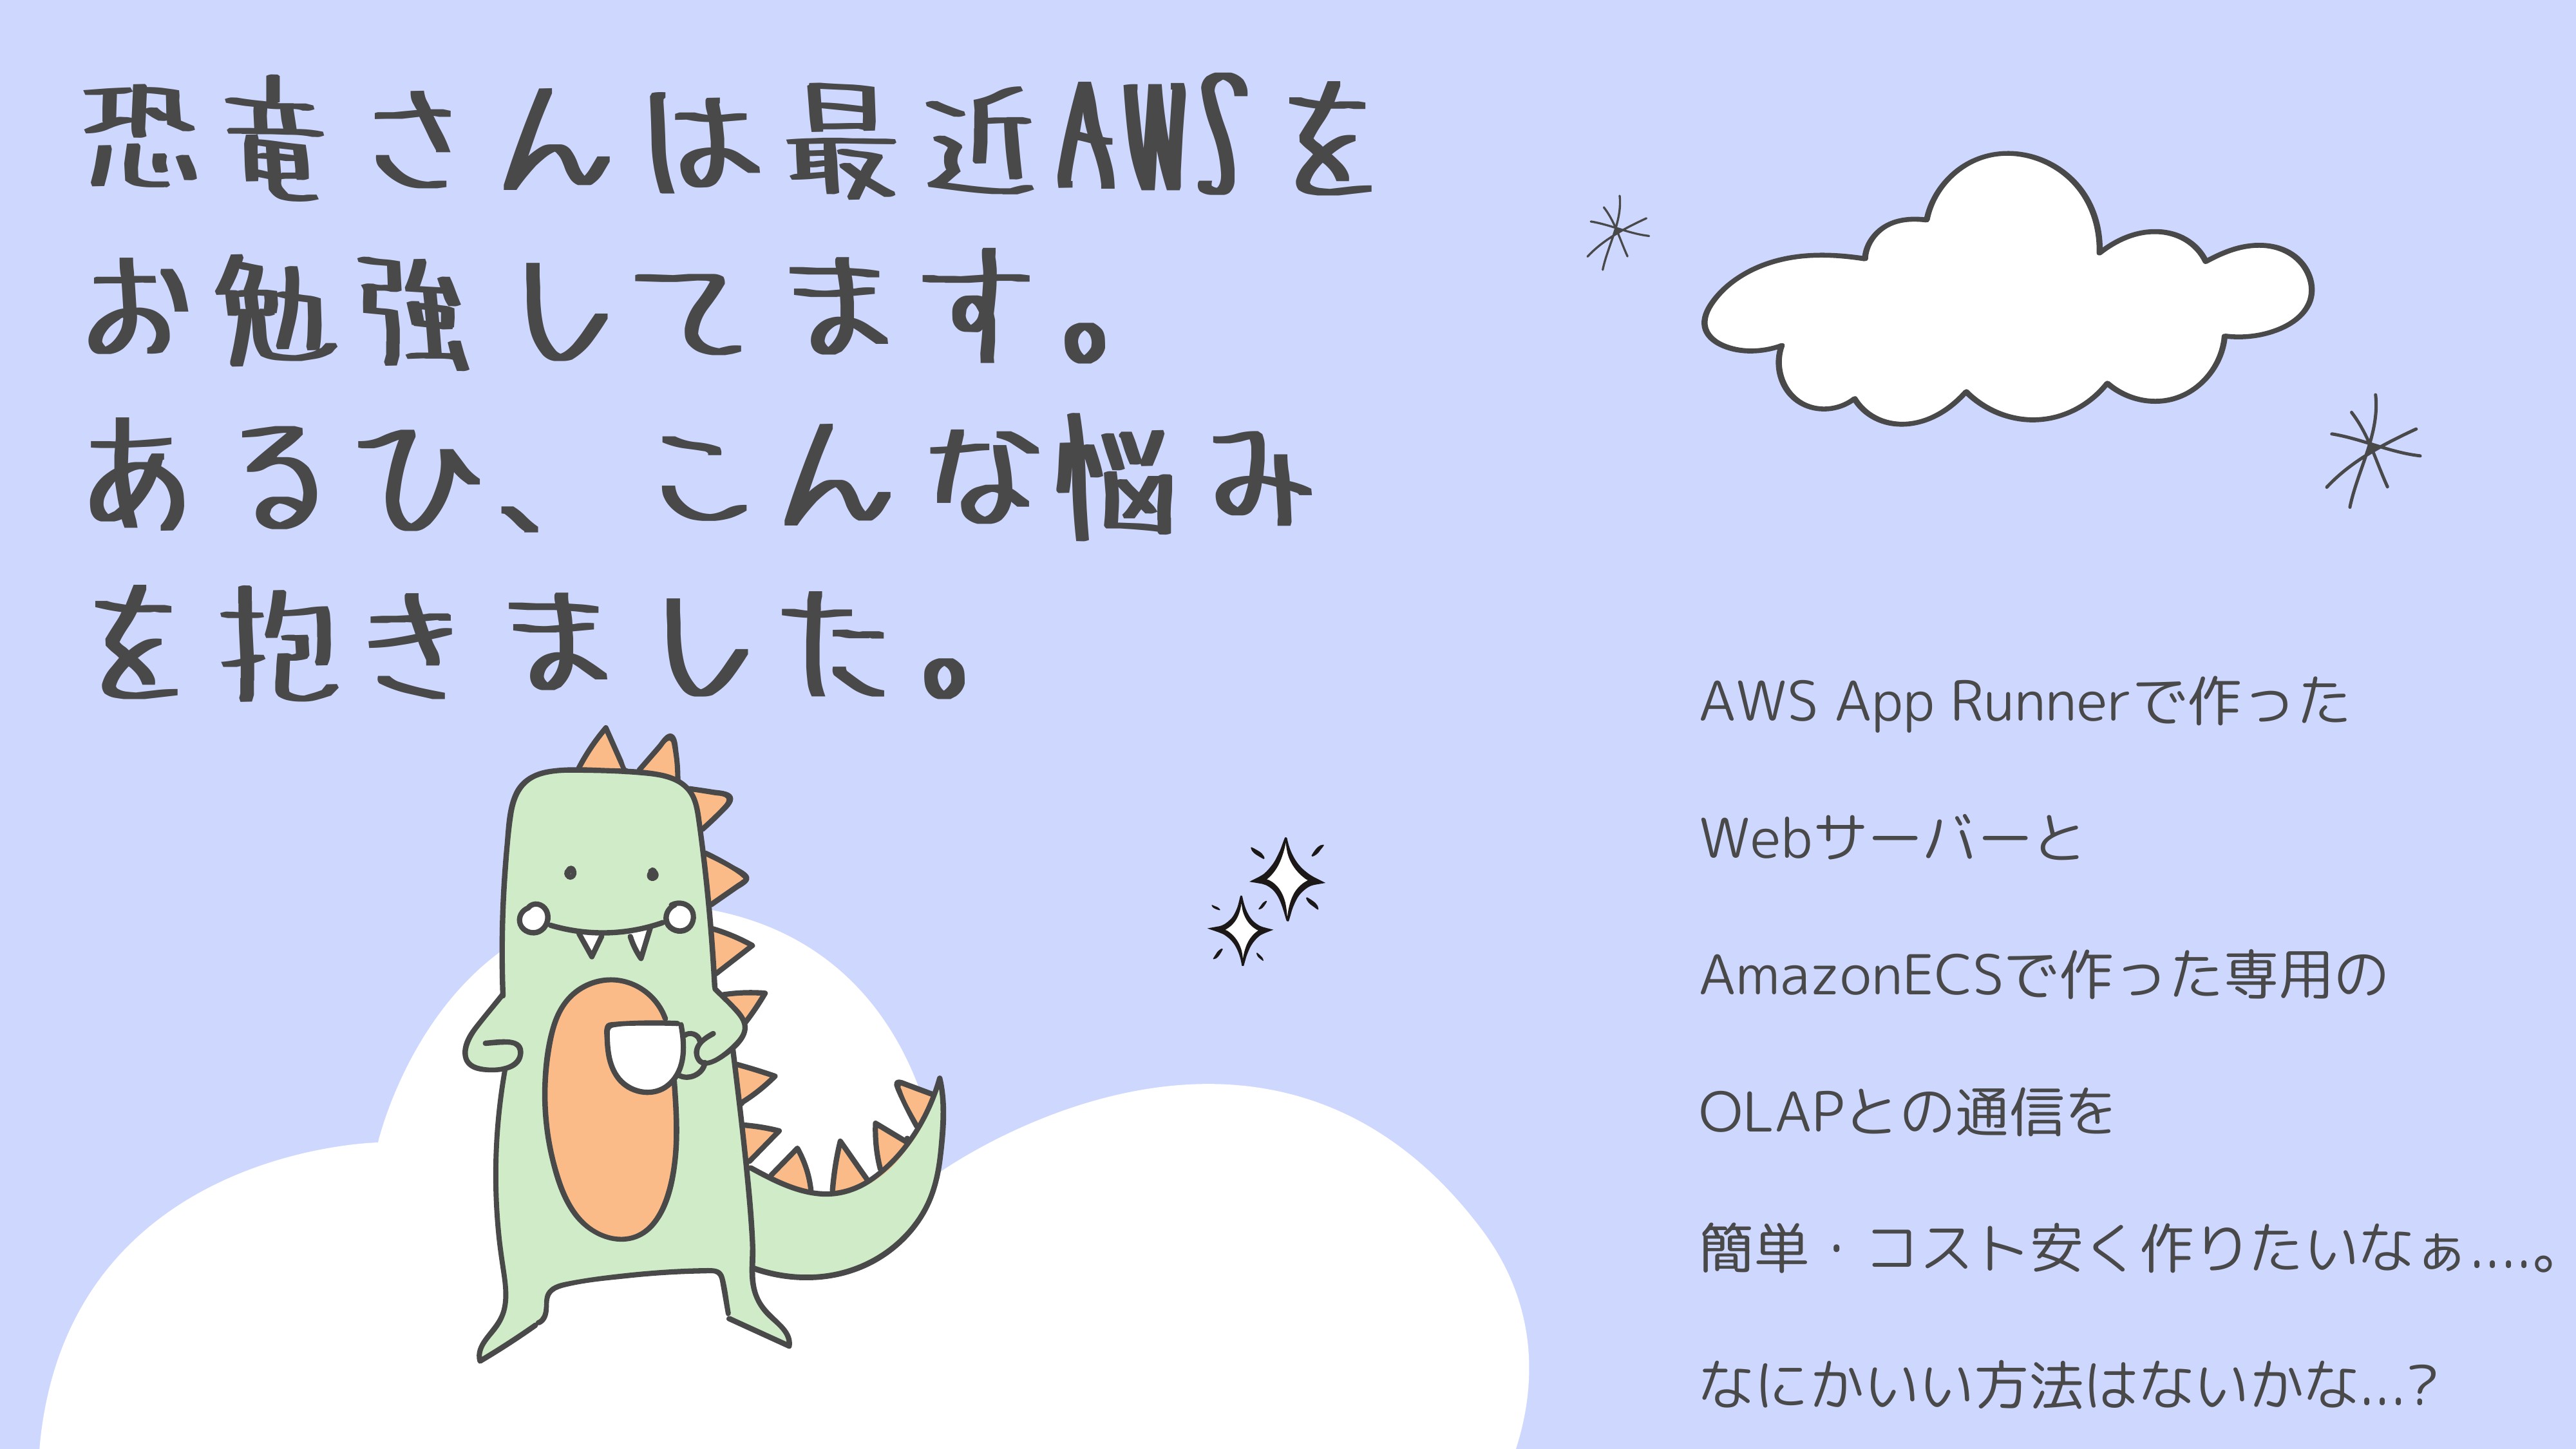 恐竜さんは最近AWSを
お勉強してます。
あるひ、こんな悩み
を抱きました。
AWS App Runnerで作った
Webサーバーと
AmazonECSで作った専用の
OLAPとの通信を
簡単・コスト安く作りたいなぁ....。
なにかいい方法はないかな...?